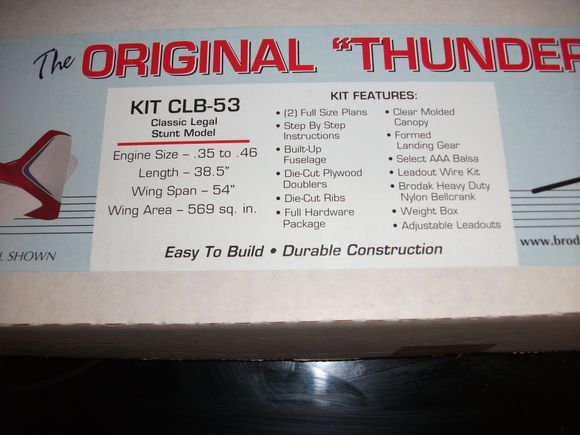 The ORIGINAL "THUNDER
KIT CLB-53
Classic Legal
Stunt Model
Engine Size – .35 to .46
Length – 38.5"
Wing Span – 54"
Wing Area – 569 sq. in.
KIT FEATURES:
• (2) Full Size Plans
• Step By Step
Instructions
• Built-Up
Fuselage
• Die-Cut Plywood
Doublers
• Die-Cut Ribs
• Full Hardware
Package
• Clear Molded
Canopy
• Formed
Landing Gear
• Select AAA Balsa
• Leadout Wire Kit
• Brodak Heavy Duty
Nylon Bellcrank
• Weight Box
• Adjustable Leadouts
Easy To Build • Durable Construction
L SHOWN
www.brod